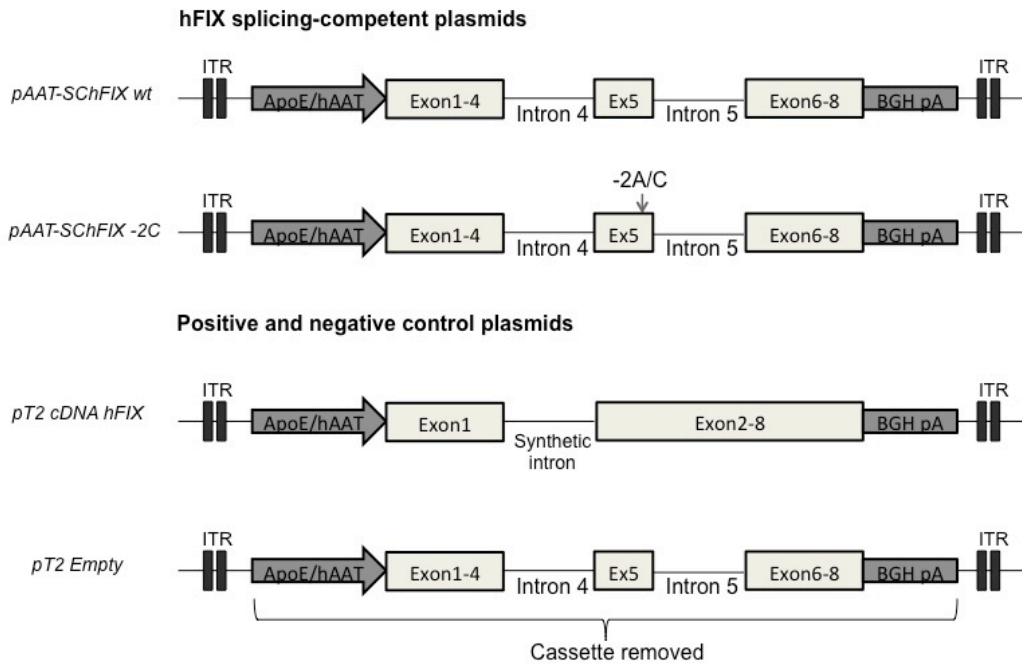 hFIX splicing-competent plasmids
ITR ITR
pAAT-SChFIX wt ApoE/hAAT Exon1-4 Intron 4 Ex5 Intron 5 Exon6-8 BGH pA
-2A/C
pAAT-SChFIX -2C ApoE/hAAT Exon1-4 Intron 4 Ex5 Intron 5 Exon6-8 BGH pA
Positive and negative control plasmids
ITR ITR
pT2 cDNA hFIX ApoE/hAAT Exon1 Exon2-8 BGH pA
Synthetic
intron
ITR ITR
pT2 Empty ApoE/hAAT Exon1-4 Intron 4 Ex5 Intron 5 Exon6-8 BGH pA
Cassette removed